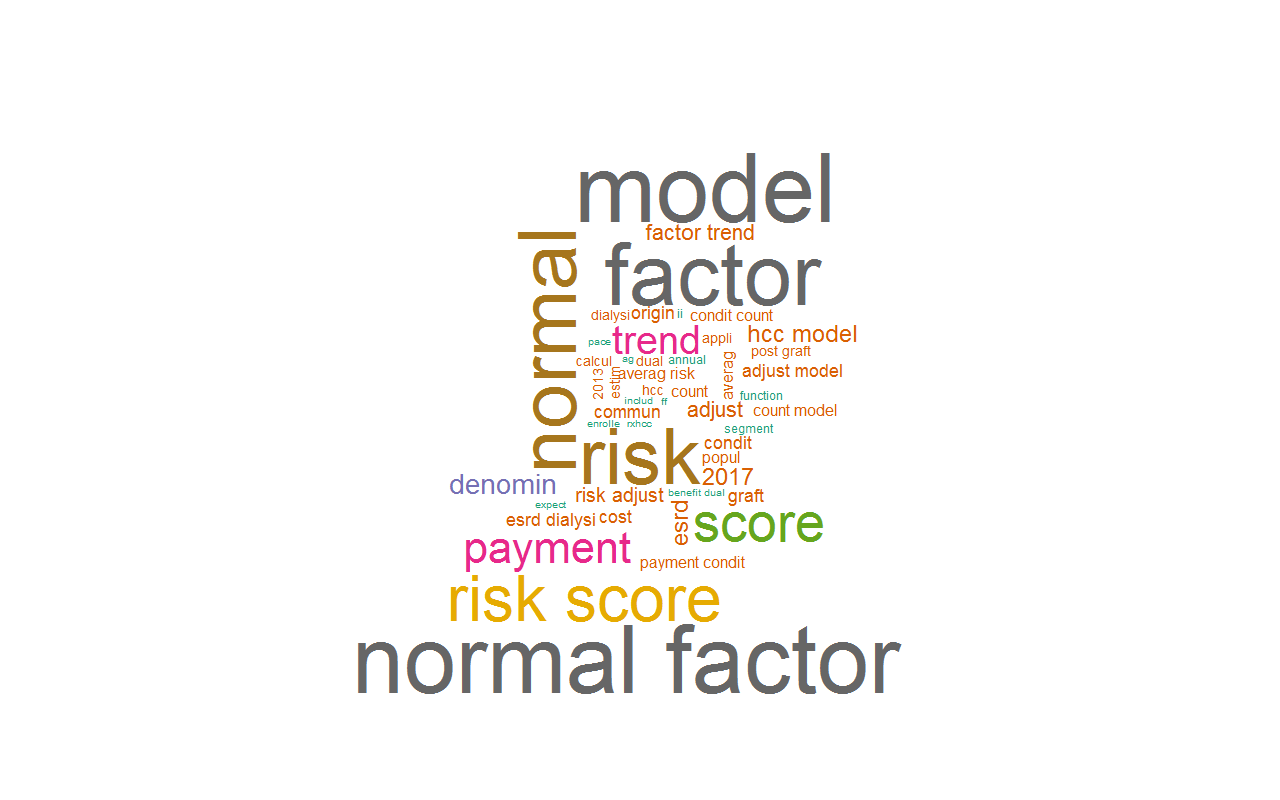 model
factor trend
normal
factor
dialysi
origin
ii
condit count
pace
trend
appli
hcc model
post graft
calcul
ag
dual
annual
averag
2013
estim
averag risk
adjust model
hcc
count
function
includ
ff
commun
adjust
count model
enrolle
rxhcc
segment
risk
condit
popul
2017
denomin
risk adjust
benefit dual
graft
expect
esrd dialysi
cost
esrd
score
payment
payment condit
risk score
normal factor